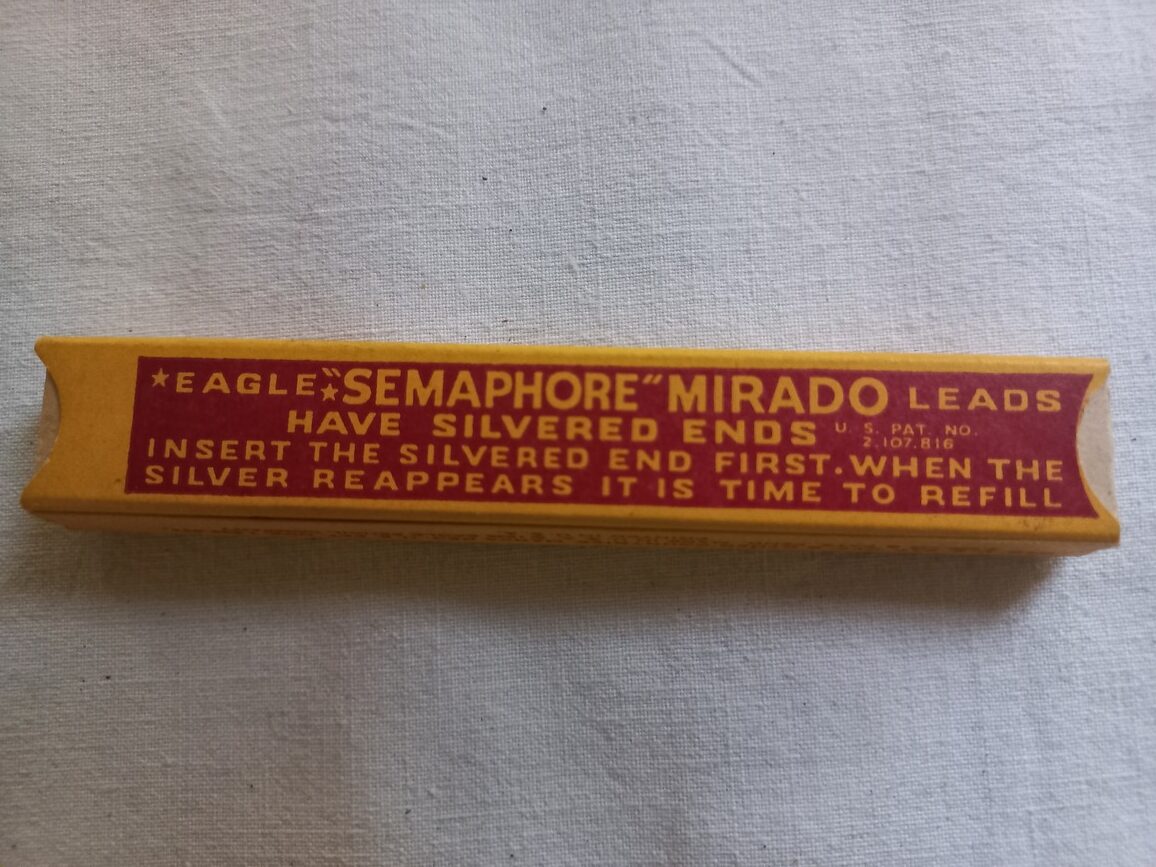 ★EAGLE★"SEMAPHORE" MIRADO LEADS
HAVE SILVERED ENDS U. S. PAT. NO.
2,107,816
INSERT THE SILVERED END FIRST. WHEN THE
SILVER REAPPEARS IT IS TIME TO REFILL